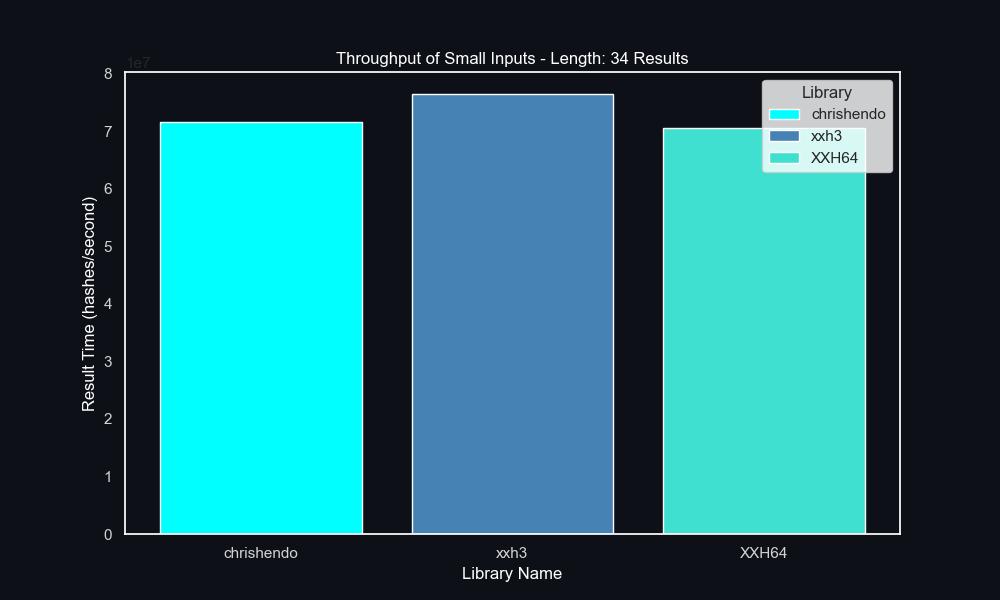 Throughput of Small Inputs - Length: 34 Results
1e7
8
7
6
5
4
3
2
1
0
Result Time (hashes/second)
Library
chrishendo
xxh3
XXH64
chrishendo
xxh3
XXH64
Library Name